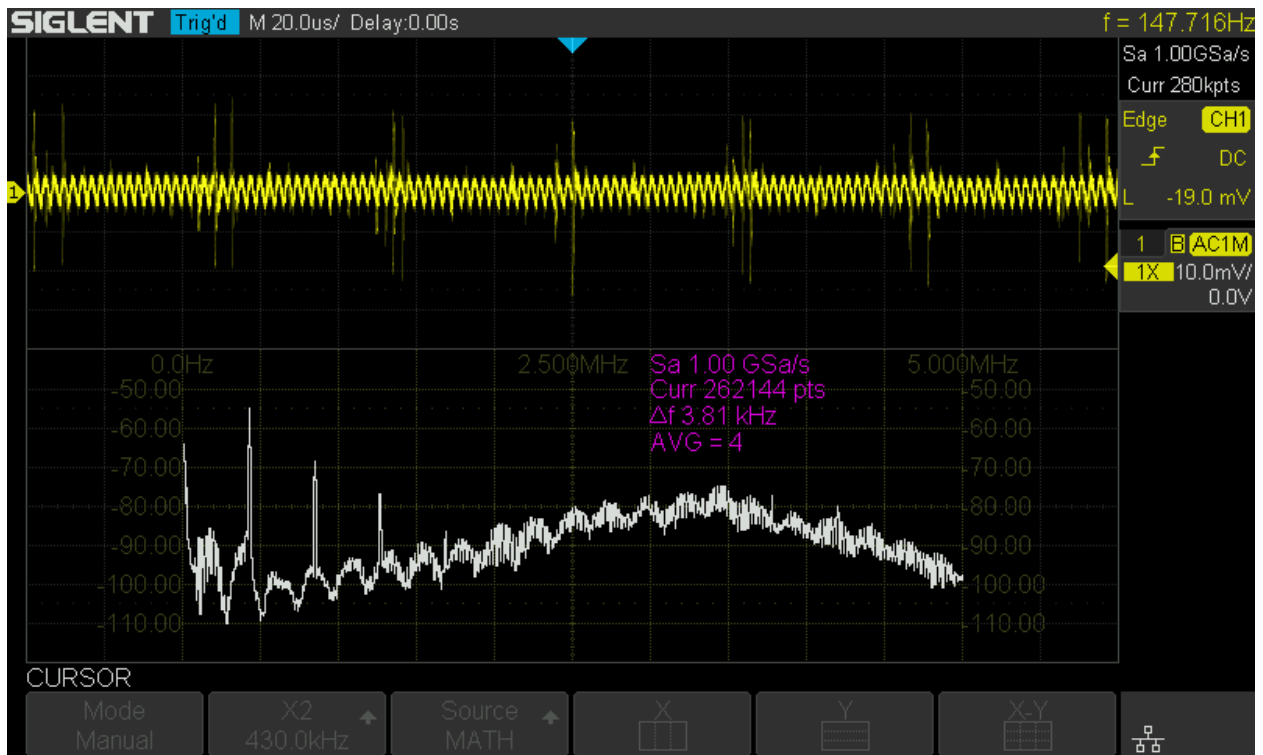 SIGLENT Trig'd M 20.0us/ Delay:0.00s f = 147.716Hz
Sa 1.00GSa/s
Curr 280kpts
Edge CH1
DC
L -19.0 mV
1
1 B AC1M
1X 10.0mV/
0.0V
0.0Hz 2.500MHz 5.000MHz
Sa 1.00 GSa/s
Curr 262144 pts
Δf 3.81 kHz
AVG = 4
-50.00 -50.00
-60.00 -60.00
-70.00 -70.00
-80.00 -80.00
-90.00 -90.00
-100.00 -100.00
-110.00 -110.00
CURSOR
Mode X2 Source X Y X-Y
Manual 430.0kHz MATH